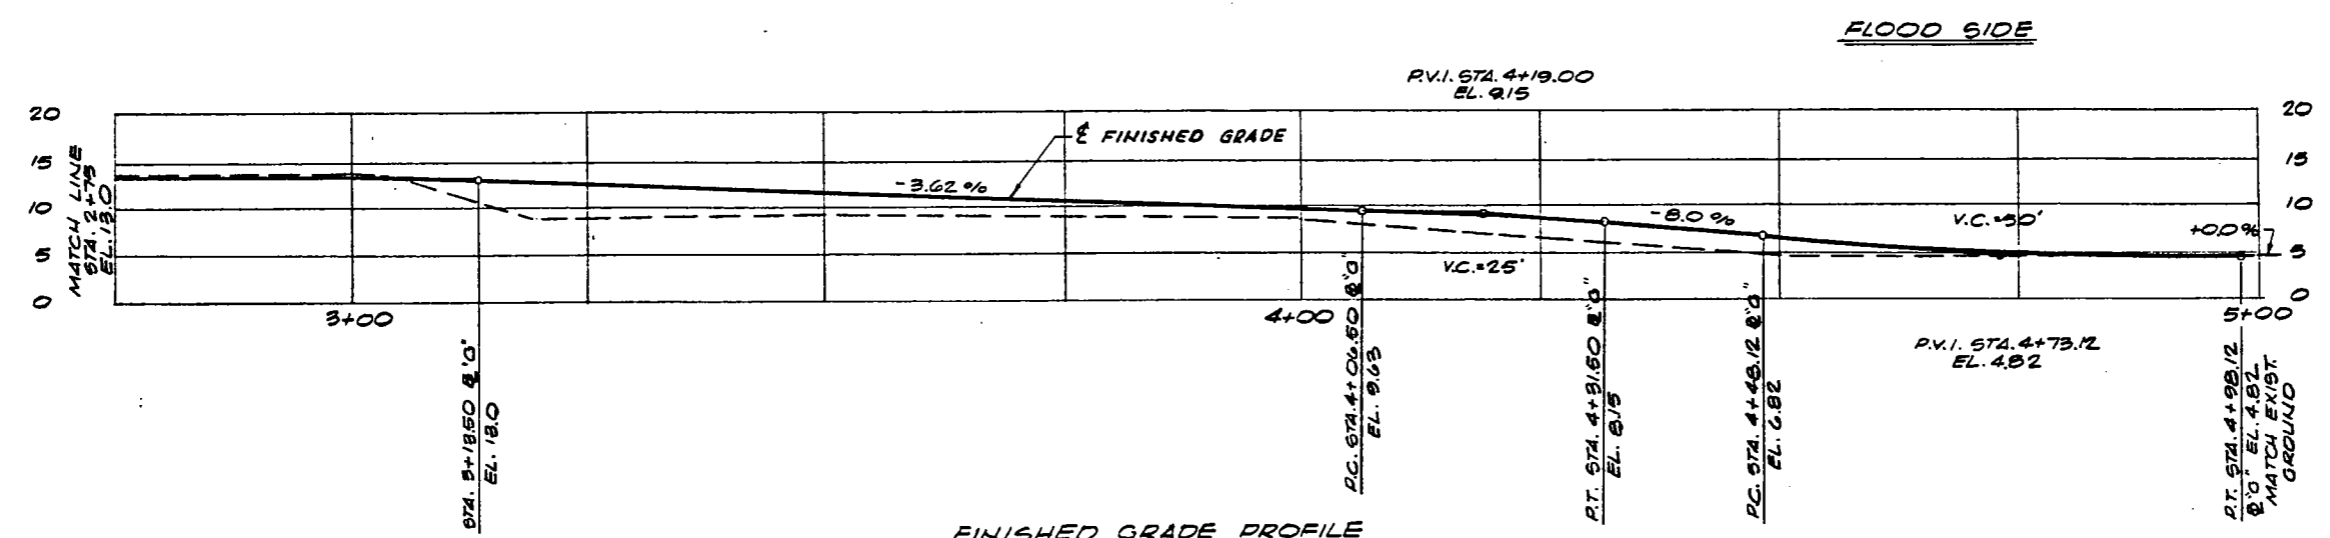 FLOOD SIDE
P.V.I. STA. 4+19.00
EL. 9.15
20
15
10
5
0
MATCH LINE
STA. 2+75
EL. 13.0
℄ FINISHED GRADE
-3.62 %
-8.0 %
V.C.=50'
+0.0 %
V.C.=25'
20
15
10
5
0
3+00
4+00
5+00
STA. 3+13.50 ℄ "G"
EL. 13.0
P.C. STA. 4+06.50 ℄ "G"
EL. 9.63
P.T. STA. 4+31.50 ℄ "G"
EL. 8.15
P.C. STA. 4+48.12 ℄ "G"
EL. 6.82
P.V.I. STA. 4+73.12
EL. 4.82
P.T. STA. 4+98.12
℄ "G" EL. 4.82
MATCH EXIST.
GROUND
FINISHED GRADE PROFILE